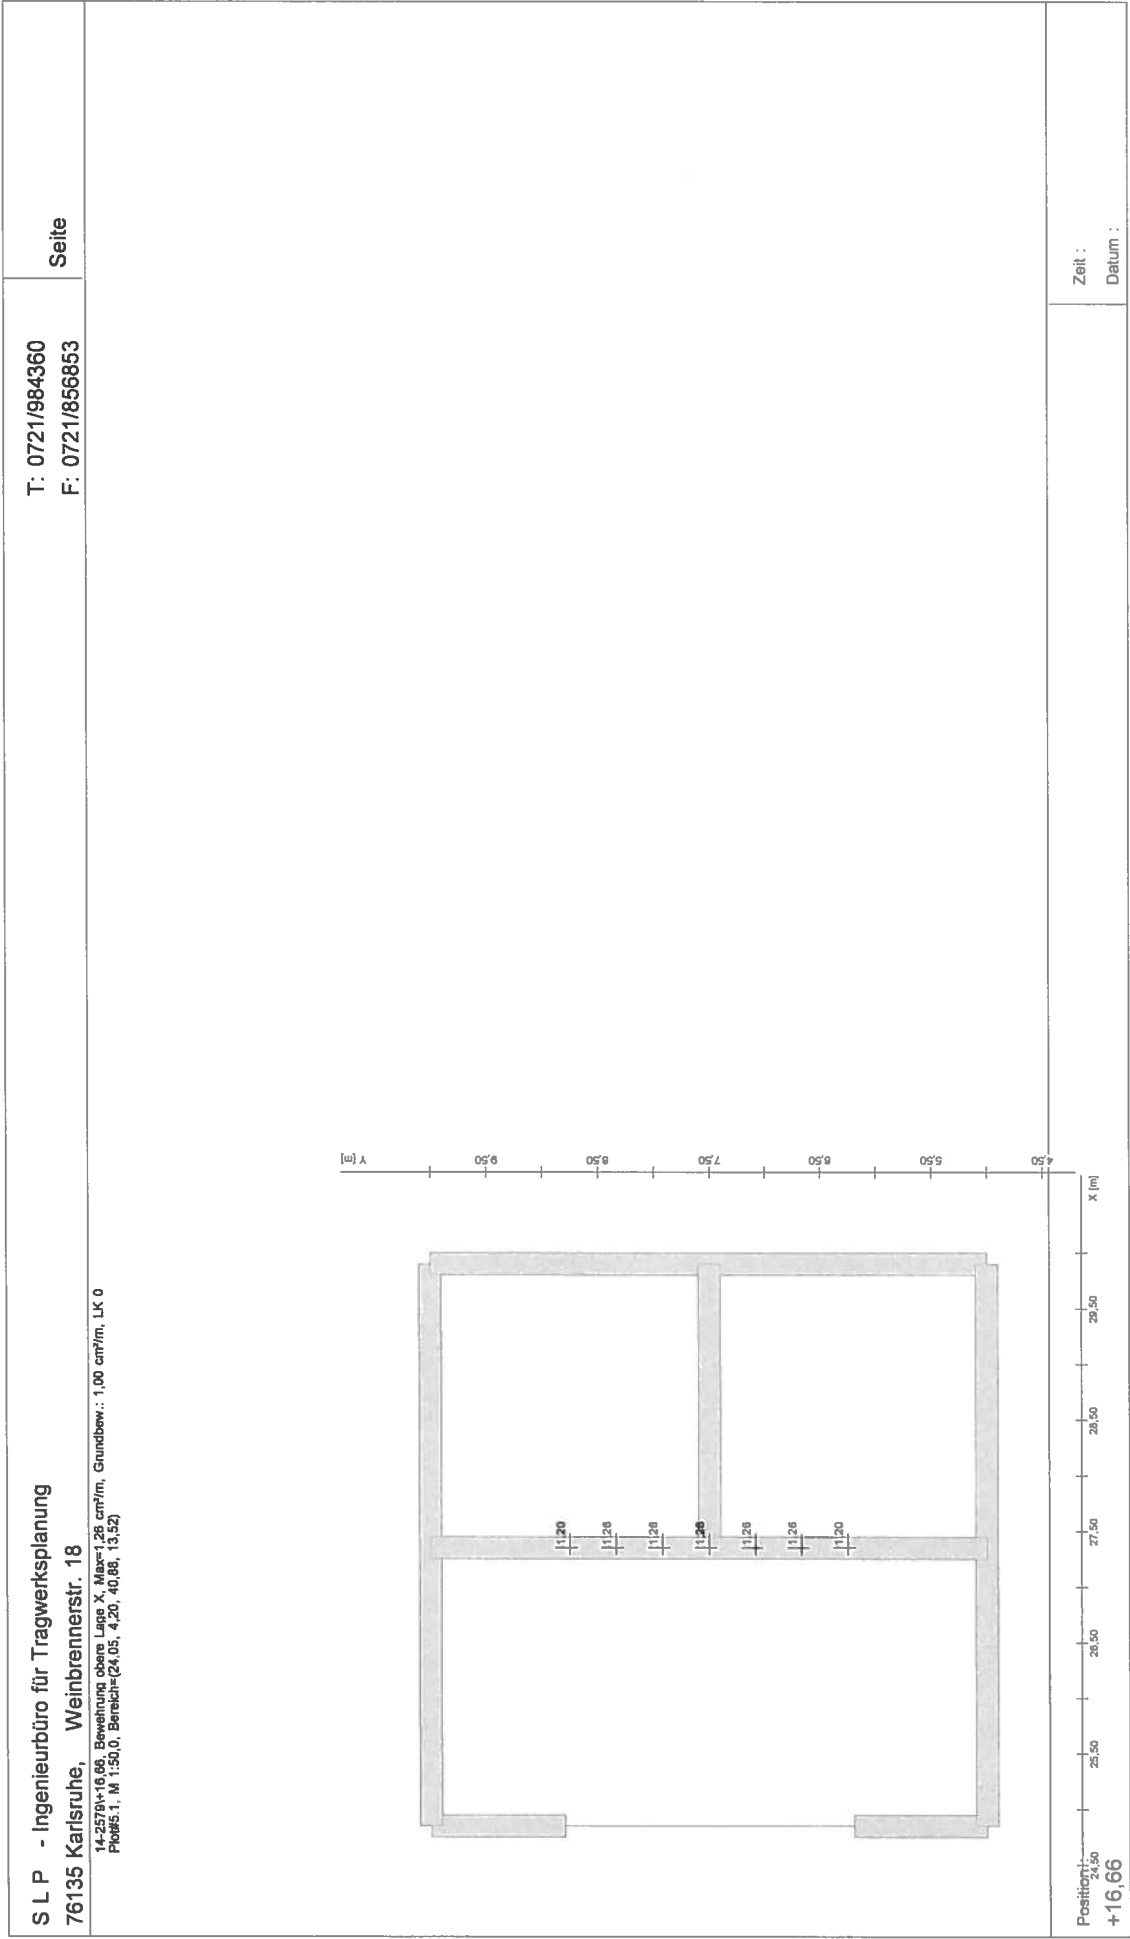 S L P - Ingenieurbüro für Tragwerksplanung
76135 Karlsruhe, Weinbrennerstr. 18
T: 0721/984360
F: 0721/856853
Seite
14-2579\+16,66, Bewehrung obere Lage X, Max=1,26 cm²/m, Grundbew.: 1,00 cm²/m, LK 0
Plot#5.1, M 1:50,0, Bereich=(24,05, 4,20, 40,88, 13,52)
Y [m]
9,50
8,50
7,50
6,50
5,50
4,50
1,20
1,26
1,26
1,26
1,26
1,26
1,20
24,50
25,50
26,50
27,50
28,50
29,50
X [m]
Position:
+16,66
Zeit :
Datum :